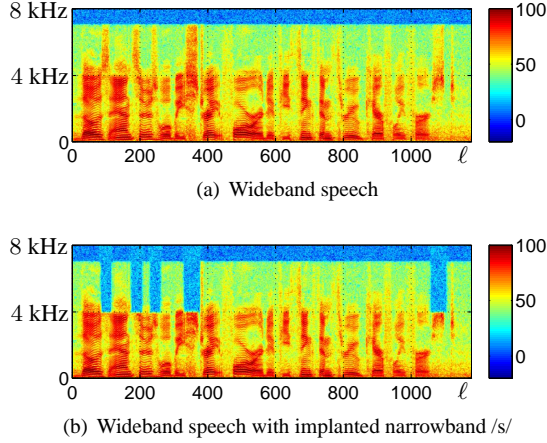 8 kHz
4 kHz
0
0 200 400 600 800 1000 ℓ
100
50
0
(a) Wideband speech
8 kHz
4 kHz
0
0 200 400 600 800 1000 ℓ
100
50
0
(b) Wideband speech with implanted narrowband /s/